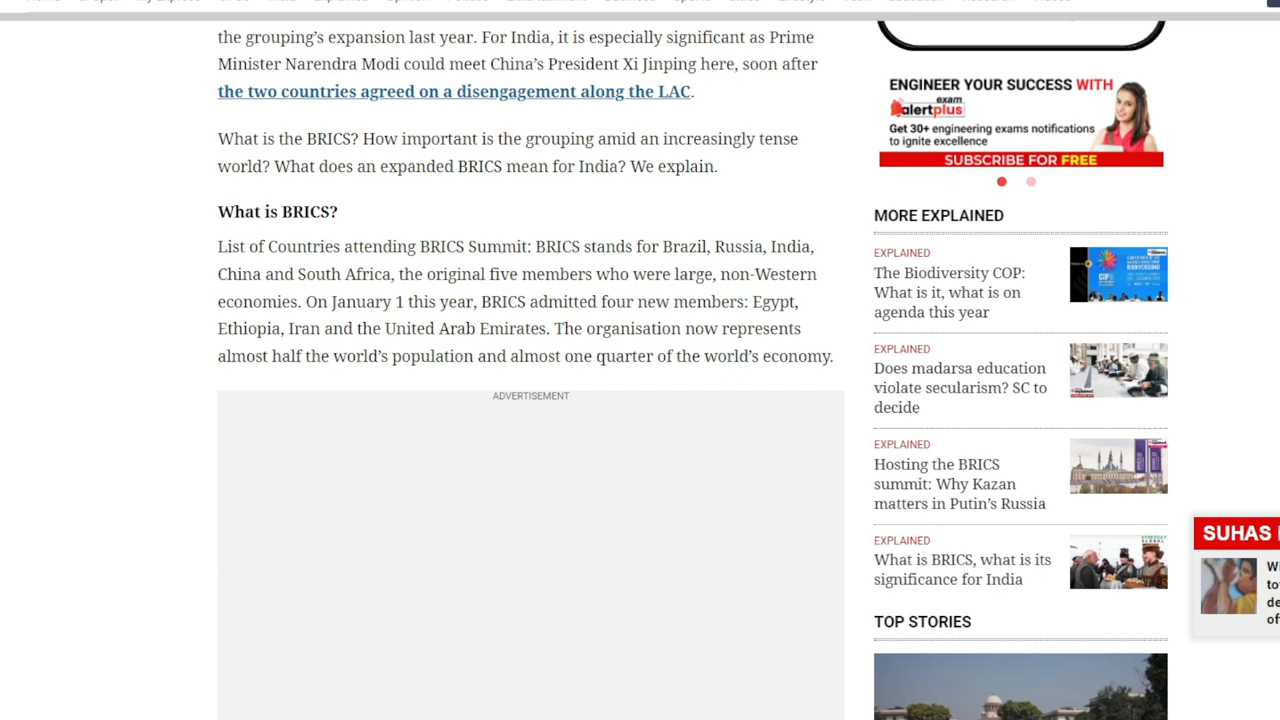 the grouping's expansion last year. For India, it is especially significant as Prime
Minister Narendra Modi could meet China's President Xi Jinping here, soon after
the two countries agreed on a disengagement along the LAC.
What is the BRICS? How important is the grouping amid an increasingly tense
world? What does an expanded BRICS mean for India? We explain.
What is BRICS?
List of Countries attending BRICS Summit: BRICS stands for Brazil, Russia, India,
China and South Africa, the original five members who were large, non-Western
economies. On January 1 this year, BRICS admitted four new members: Egypt,
Ethiopia, Iran and the United Arab Emirates. The organisation now represents
almost half the world's population and almost one quarter of the world's economy.
ADVERTISEMENT
ENGINEER YOUR SUCCESS WITH
exam
alertplus
Get 30+ engineering exams notifications
to ignite excellence
SUBSCRIBE FOR FREE
MORE EXPLAINED
EXPLAINED
The Biodiversity COP:
What is it, what is on
agenda this year
EXPLAINED
Does madarsa education
violate secularism? SC to
decide
EXPLAINED
Hosting the BRICS
summit: Why Kazan
matters in Putin's Russia
EXPLAINED
What is BRICS, what is its
significance for India
TOP STORIES
SUHAS